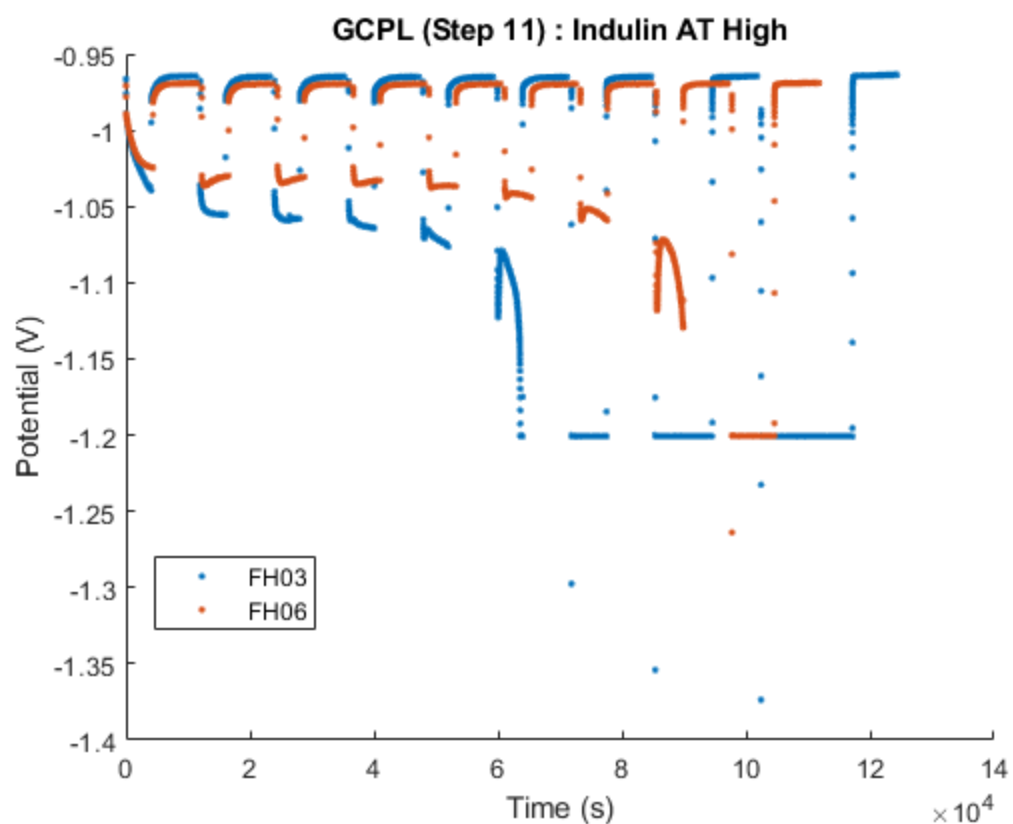 GCPL (Step 11) : Indulin AT High
Potential (V)
-0.95
-1
-1.05
-1.1
-1.15
-1.2
-1.25
-1.3
-1.35
-1.4
FH03
FH06
0 2 4 6 8 10 12 14
Time (s)
×10⁴